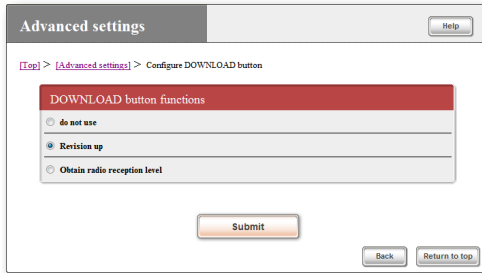 Advanced settings
Help
[Top] > [Advanced settings] > Configure DOWNLOAD button
DOWNLOAD button functions
do not use
Revision up
Obtain radio reception level
Submit
Back
Return to top